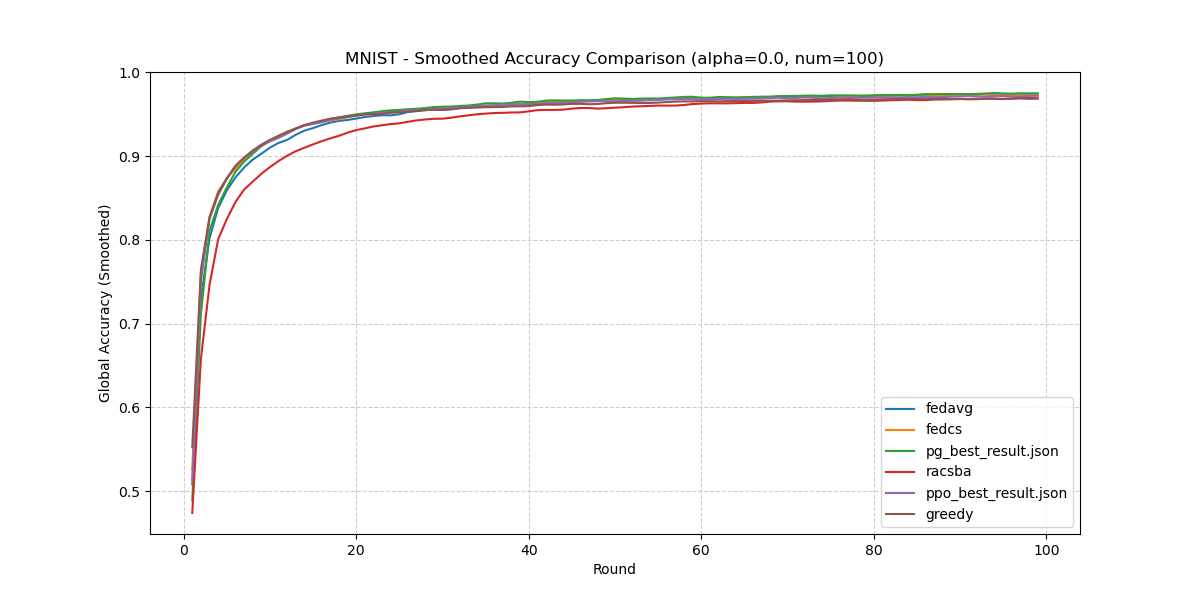 MNIST - Smoothed Accuracy Comparison (alpha=0.0, num=100)
Global Accuracy (Smoothed)
1.0
0.9
0.8
0.7
0.6
0.5
0
20
40
60
80
100
Round
fedavg
fedcs
pg_best_result.json
racsba
ppo_best_result.json
greedy